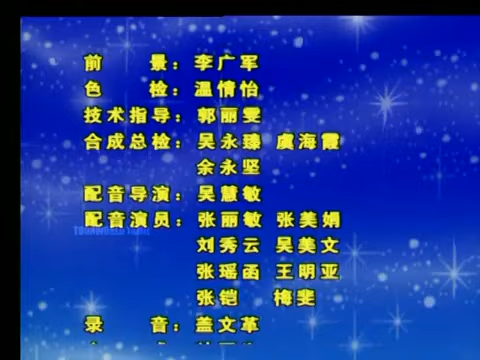 前 景：李广军
色 检：温情怡
技术指导：郭丽雯
合成总检：吴永臻 虞海霞
余永坚
配音导演：吴慧敏
配音演员：张丽敏 张美娟
TOONWORLD
刘秀云 吴美文
张瑶函 王明亚
张铠 梅斐
录 音：盖文革